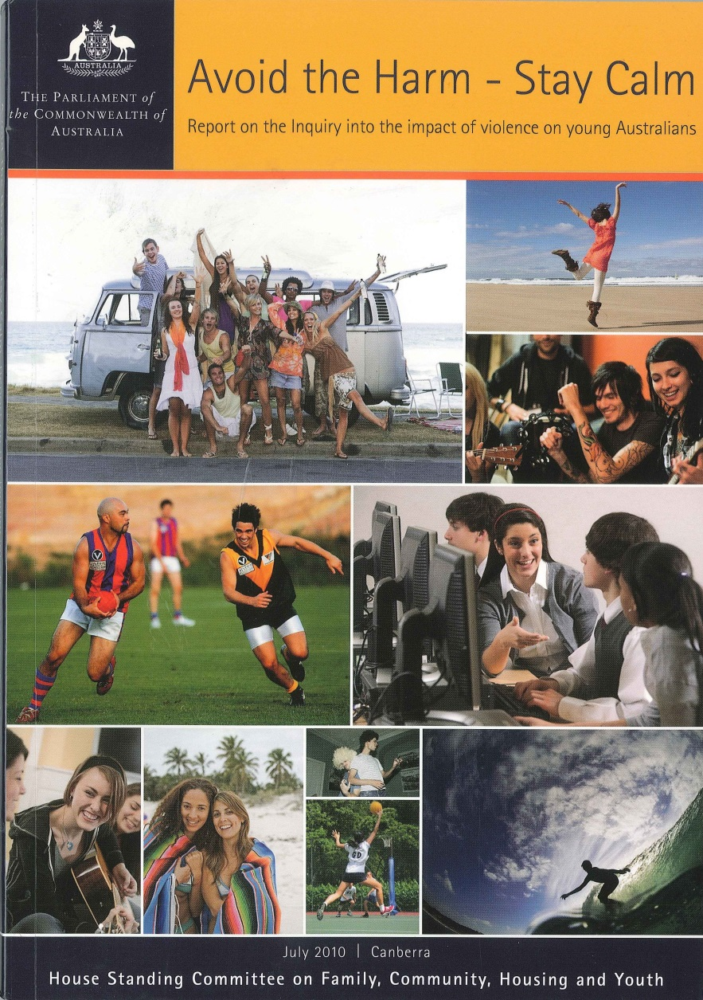 AUSTRALIA
THE PARLIAMENT of
the COMMONWEALTH of
AUSTRALIA
Avoid the Harm - Stay Calm
Report on the Inquiry into the impact of violence on young Australians
V
V
GD
July 2010 | Canberra
House Standing Committee on Family, Community, Housing and Youth